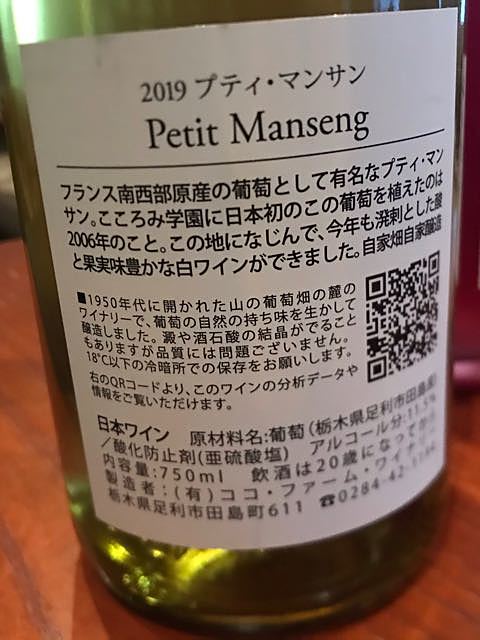 2019 プティ・マンサン
Petit Manseng
フランス南西部原産の葡萄として有名なプティ・マン
サン。こころみ学園に日本初のこの葡萄を植えたのは
2006年のこと。この地になじんで、今年も溌剌とした酸
と果実味豊かな白ワインができました。自家畑自家醸造
■1950年代に開かれた山の葡萄畑の麓の
ワイナリーで、葡萄の自然の持ち味を生かして
醸造しました。澱や酒石酸の結晶がでること
もありますが品質には問題ございません。
18℃以下の冷暗所での保存をお願いします。
右のQRコードより、このワインの分析データや
情報をご覧いただけます。
日本ワイン 原材料名:葡萄(栃木県足利市田島産)
/酸化防止剤(亜硫酸塩) アルコール分:11.5%
内容量:750ml 飲酒は20歳になってから
製造者:(有)ココ・ファーム・ワイナリー
栃木県足利市田島町611 ☎0284-42-